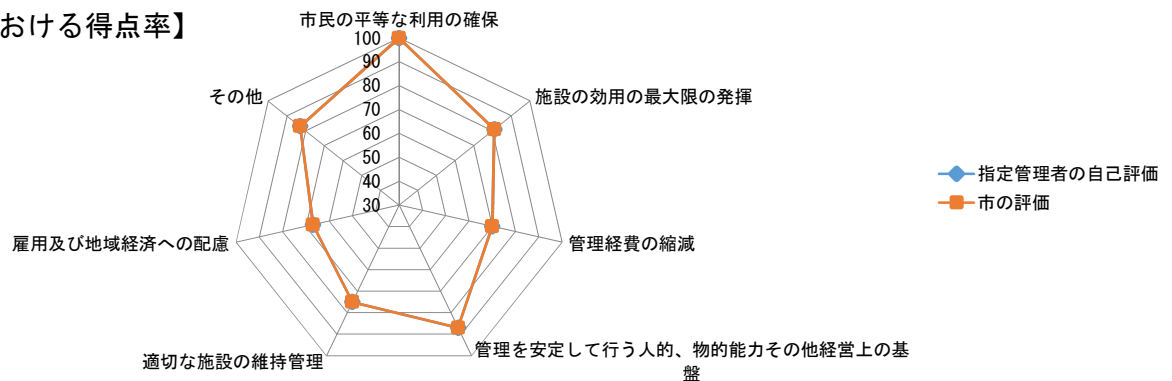 おける得点率】
市民の平等な利用の確保
100
90
80
70
60
50
40
30
その他
施設の効用の最大限の発揮
指定管理者の自己評価
市の評価
雇用及び地域経済への配慮
管理経費の縮減
適切な施設の維持管理
管理を安定して行う人的、物的能力その他経営上の基
盤